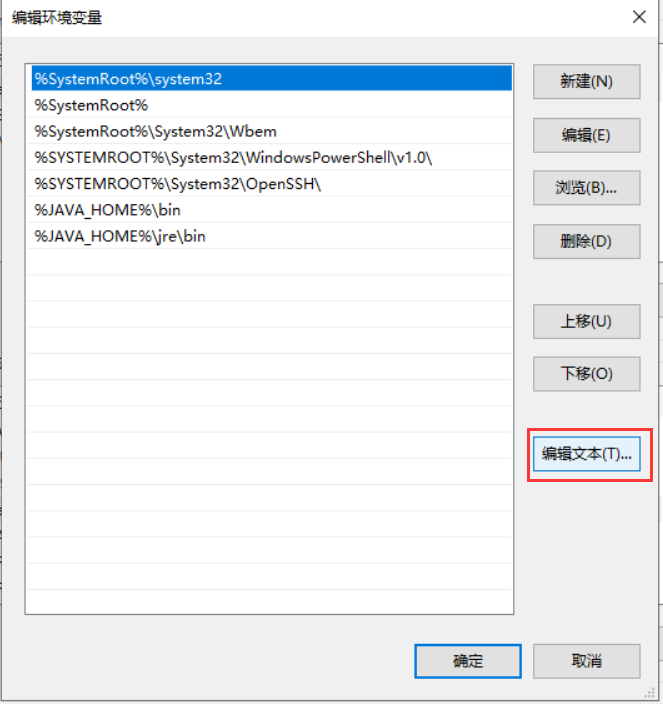 编辑环境变量
%SystemRoot%\system32
%SystemRoot%
%SystemRoot%\System32\Wbem
%SYSTEMROOT%\System32\WindowsPowerShell\v1.0\
%SYSTEMROOT%\System32\OpenSSH\
%JAVA_HOME%\bin
%JAVA_HOME%\jre\bin
新建(N)
编辑(E)
浏览(B)...
删除(D)
上移(U)
下移(O)
编辑文本(T)...
确定
取消